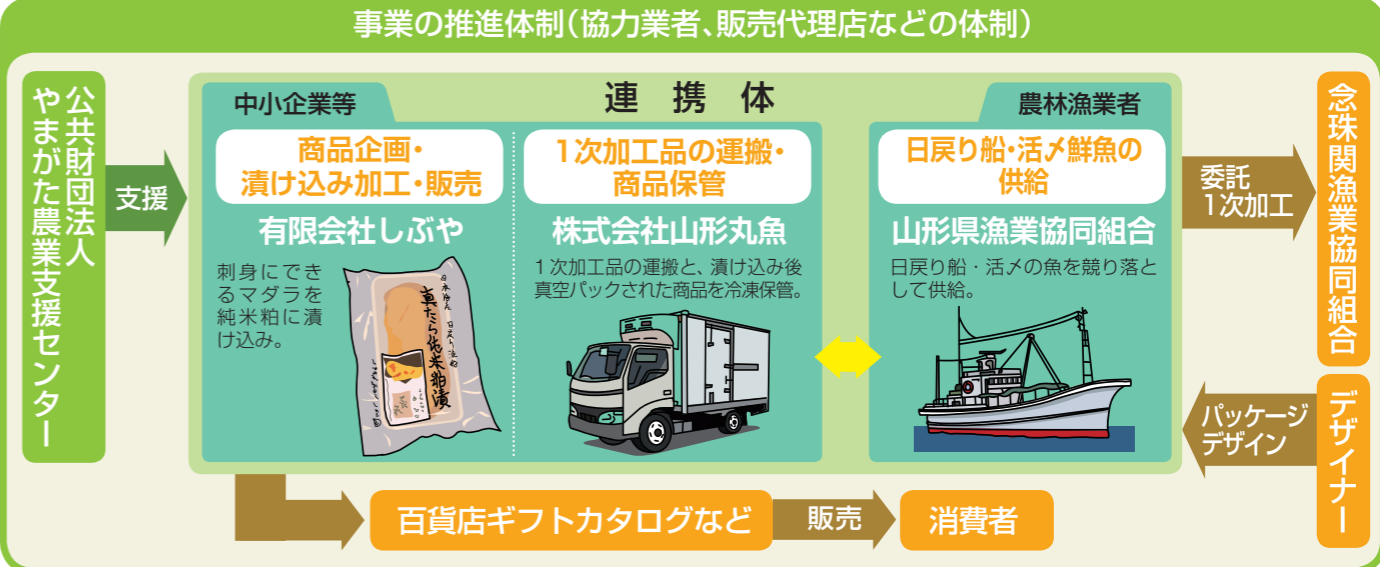 事業の推進体制（協力業者、販売代理店などの体制）
公共財団法人
やまがた農業支援センター
支援
連携体
中小企業等
商品企画・
漬け込み加工・販売
有限会社しぶや
刺身にでき
るマダラを
純米粕に漬
け込み。
真たら純米粕漬
1次加工品の運搬・
商品保管
株式会社山形丸魚
1次加工品の運搬と、漬け込み後
真空パックされた商品を冷凍保管。
農林漁業者
日戻り船・活〆鮮魚の
供給
山形県漁業協同組合
日戻り船・活〆の魚を競り落と
して供給。
委託
1次加工
念珠関漁業協同組合
パッケージ
デザイン
デザイナー
百貨店ギフトカタログなど
販売
消費者